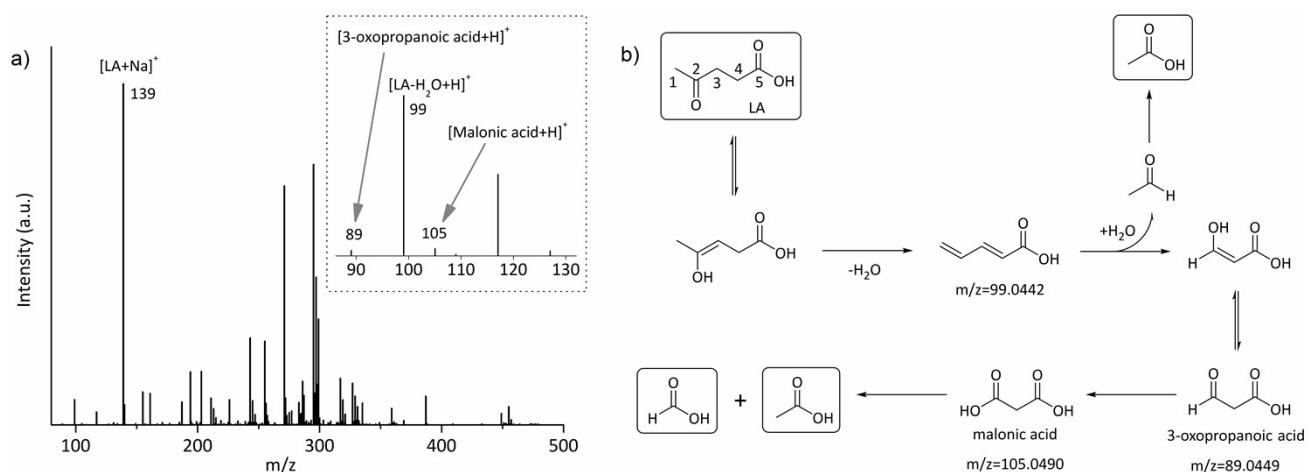 a)
[LA+Na]+
139
[3-oxopropanoic acid+H]+
[LA-H2O+H]+
99
[Malonic acid+H]+
89
105
90 100 110 120 130
Intensity (a.u.)
100 200 300 400 500
m/z
b)
O
OH
1 2 3 4 5
O
LA
O
OH
O
H
O
OH
OH
-H2O
O
OH
m/z=99.0442
+H2O
OH O
H OH
O
H OH
+
O
OH
O O
HO OH
malonic acid
m/z=105.0490
O O
H OH
3-oxopropanoic acid
m/z=89.0449